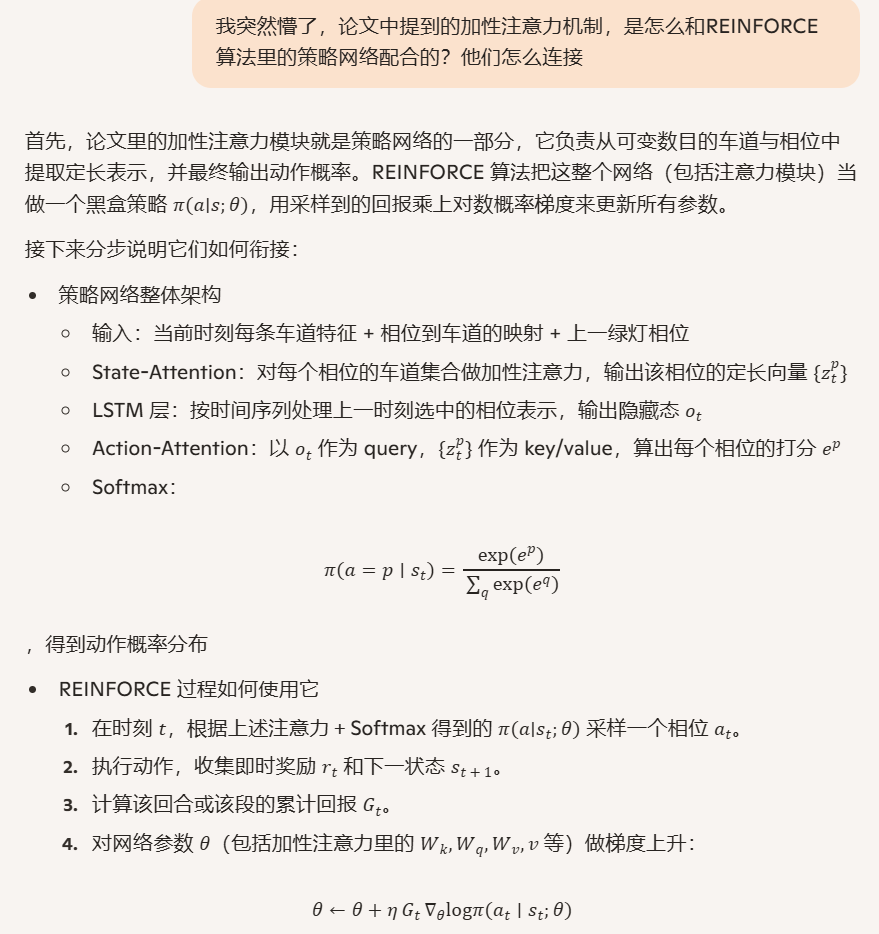 我突然懵了，论文中提到的加性注意力机制，是怎么和REINFORCE
算法里的策略网络配合的？他们怎么连接
首先，论文里的加性注意力模块就是策略网络的一部分，它负责从可变数目的车道与相位中
提取定长表示，并最终输出动作概率。REINFORCE 算法把这整个网络（包括注意力模块）当
做一个黑盒策略 π(a|s; θ)，用采样到的回报乘上对数概率梯度来更新所有参数。
接下来分步说明它们如何衔接：
• 策略网络整体架构
○ 输入：当前时刻每条车道特征 + 相位到车道的映射 + 上一绿灯相位
○ State-Attention：对每个相位的车道集合做加性注意力，输出该相位的定长向量 {z_t^p}
○ LSTM 层：按时间序列处理上一时刻选中的相位表示，输出隐藏态 o_t
○ Action-Attention：以 o_t 作为 query，{z_t^p} 作为 key/value，算出每个相位的打分 e^p
○ Softmax：
π(a = p | s_t) = exp(e^p) / ∑_q exp(e^q)
，得到动作概率分布
• REINFORCE 过程如何使用它
1. 在时刻 t，根据上述注意力 + Softmax 得到的 π(a|s_t; θ) 采样一个相位 a_t。
2. 执行动作，收集即时奖励 r_t 和下一状态 s_{t+1}。
3. 计算该回合或该段的累计回报 G_t。
4. 对网络参数 θ（包括加性注意力里的 W_k, W_q, W_v, v 等）做梯度上升：
θ ← θ + η G_t ∇_θ logπ(a_t | s_t; θ)